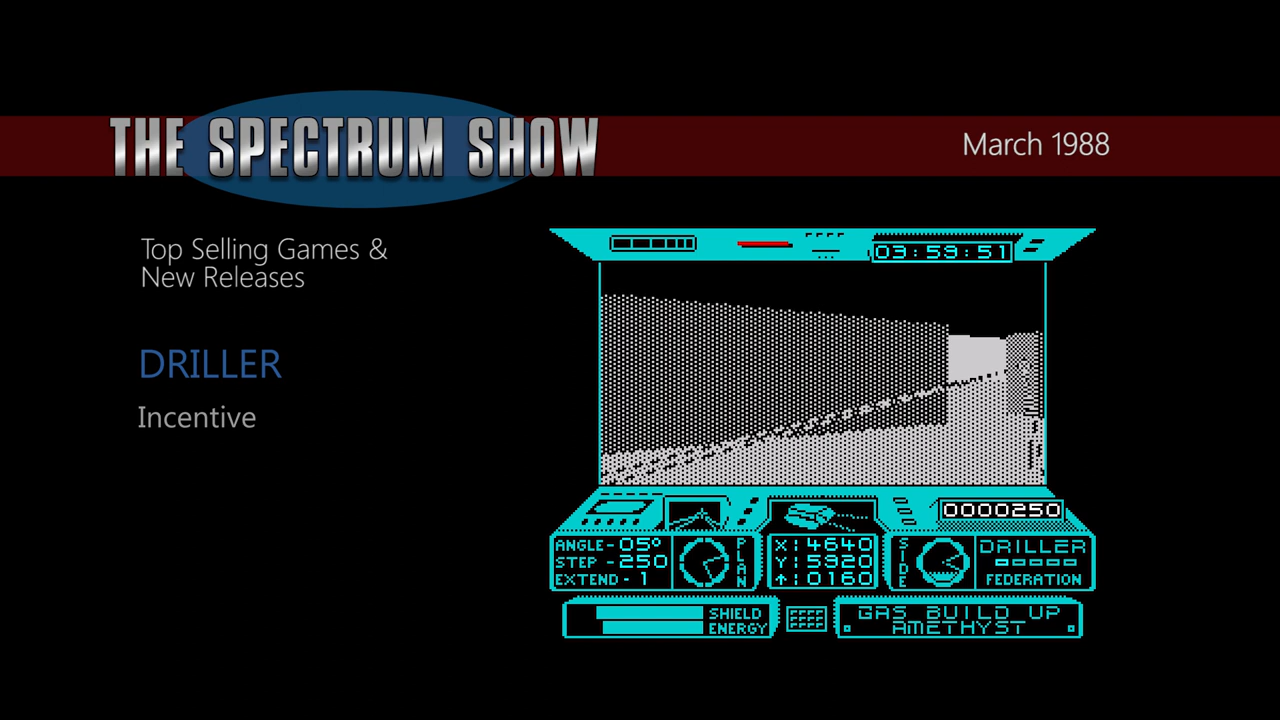 THE SPECTRUM SHOW
March 1988
Top Selling Games &
New Releases
DRILLER
Incentive
03:59:51
0000250
ANGLE-05°
STEP -250
EXTEND-1
PLAN
X:4640
Y:5920
↑:0160
SIDE
DRILLER
FEDERATION
SHIELD
ENERGY
GAS BUILD UP
AMETHYST